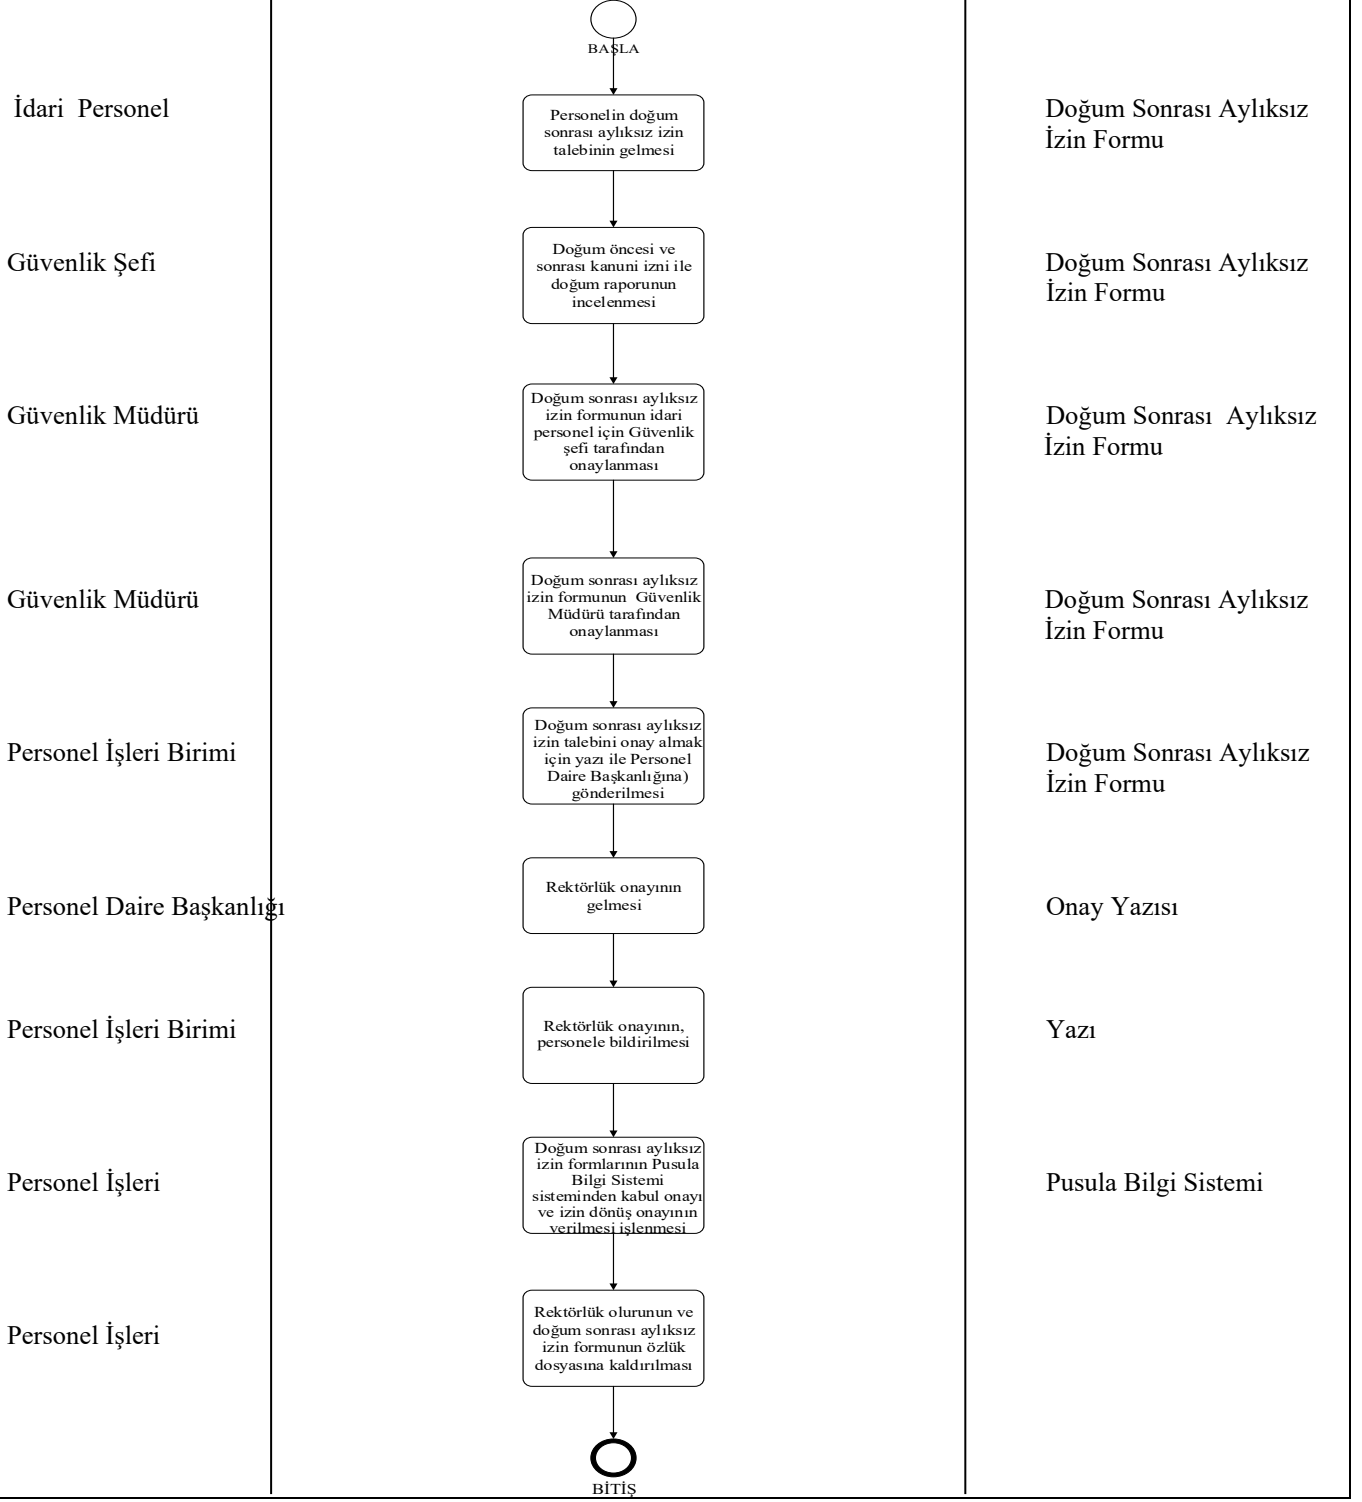 BAŞLA
İdari  Personel
Personelin doğum
sonrası aylıksız izin
talebinin gelmesi
Doğum Sonrası Aylıksız
İzin Formu
Güvenlik Şefi
Doğum öncesi ve
sonrası kanuni izni ile
doğum raporunun
incelenmesi
Doğum Sonrası Aylıksız
İzin Formu
Güvenlik Müdürü
Doğum sonrası aylıksız
izin formunun idari
personel için Güvenlik
şefi tarafından
onaylanması
Doğum Sonrası  Aylıksız
İzin Formu
Güvenlik Müdürü
Doğum sonrası aylıksız
izin formunun  Güvenlik
Müdürü tarafından
onaylanması
Doğum Sonrası Aylıksız
İzin Formu
Personel İşleri Birimi
Doğum sonrası aylıksız
izin talebini onay almak
için yazı ile Personel
Daire Başkanlığına)
gönderilmesi
Doğum Sonrası Aylıksız
İzin Formu
Personel Daire Başkanlığı
Rektörlük onayının
gelmesi
Onay Yazısı
Personel İşleri Birimi
Rektörlük onayının,
personele bildirilmesi
Yazı
Personel İşleri
Doğum sonrası aylıksız
izin formlarının Pusula
Bilgi Sistemi
sisteminden kabul onayı
ve izin dönüş onayının
verilmesi işlenmesi
Pusula Bilgi Sistemi
Personel İşleri
Rektörlük olurunun ve
doğum sonrası aylıksız
izin formunun özlük
dosyasına kaldırılması
BİTİŞ